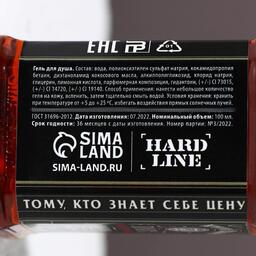 ЕАС
Гель для душа. Состав: вода, полиоксиэтилен сульфат натрия, кокамидопропил
бетаин, диэтаноламид кокосового масла, алкилполиглюкозид, хлорид натрия,
глицерин, лимонная кислота, парфюмерная композиция, гидантоин, (+/-) CI 73015,
(+/-) CI 14720, (+/-) CI 19140. Способ применения: нанести небольшое количество
геля на кожу, вспенить, затем смыть водой. Условия хранения: хранить
при температуре от +5 до +25 °C, избегать воздействия прямых солнечных лучей.
ГОСТ 31696-2012. Дата изготовления: 07.2022. Номинальный объем: 100 мл.
Срок годности: 36 месяцев с даты изготовления. Номер партии: №3/2022.
SIMA
LAND
SIMA-LAND.RU
HARD
LINE
ТОМУ, КТО ЗНАЕТ СЕБЕ ЦЕНУ